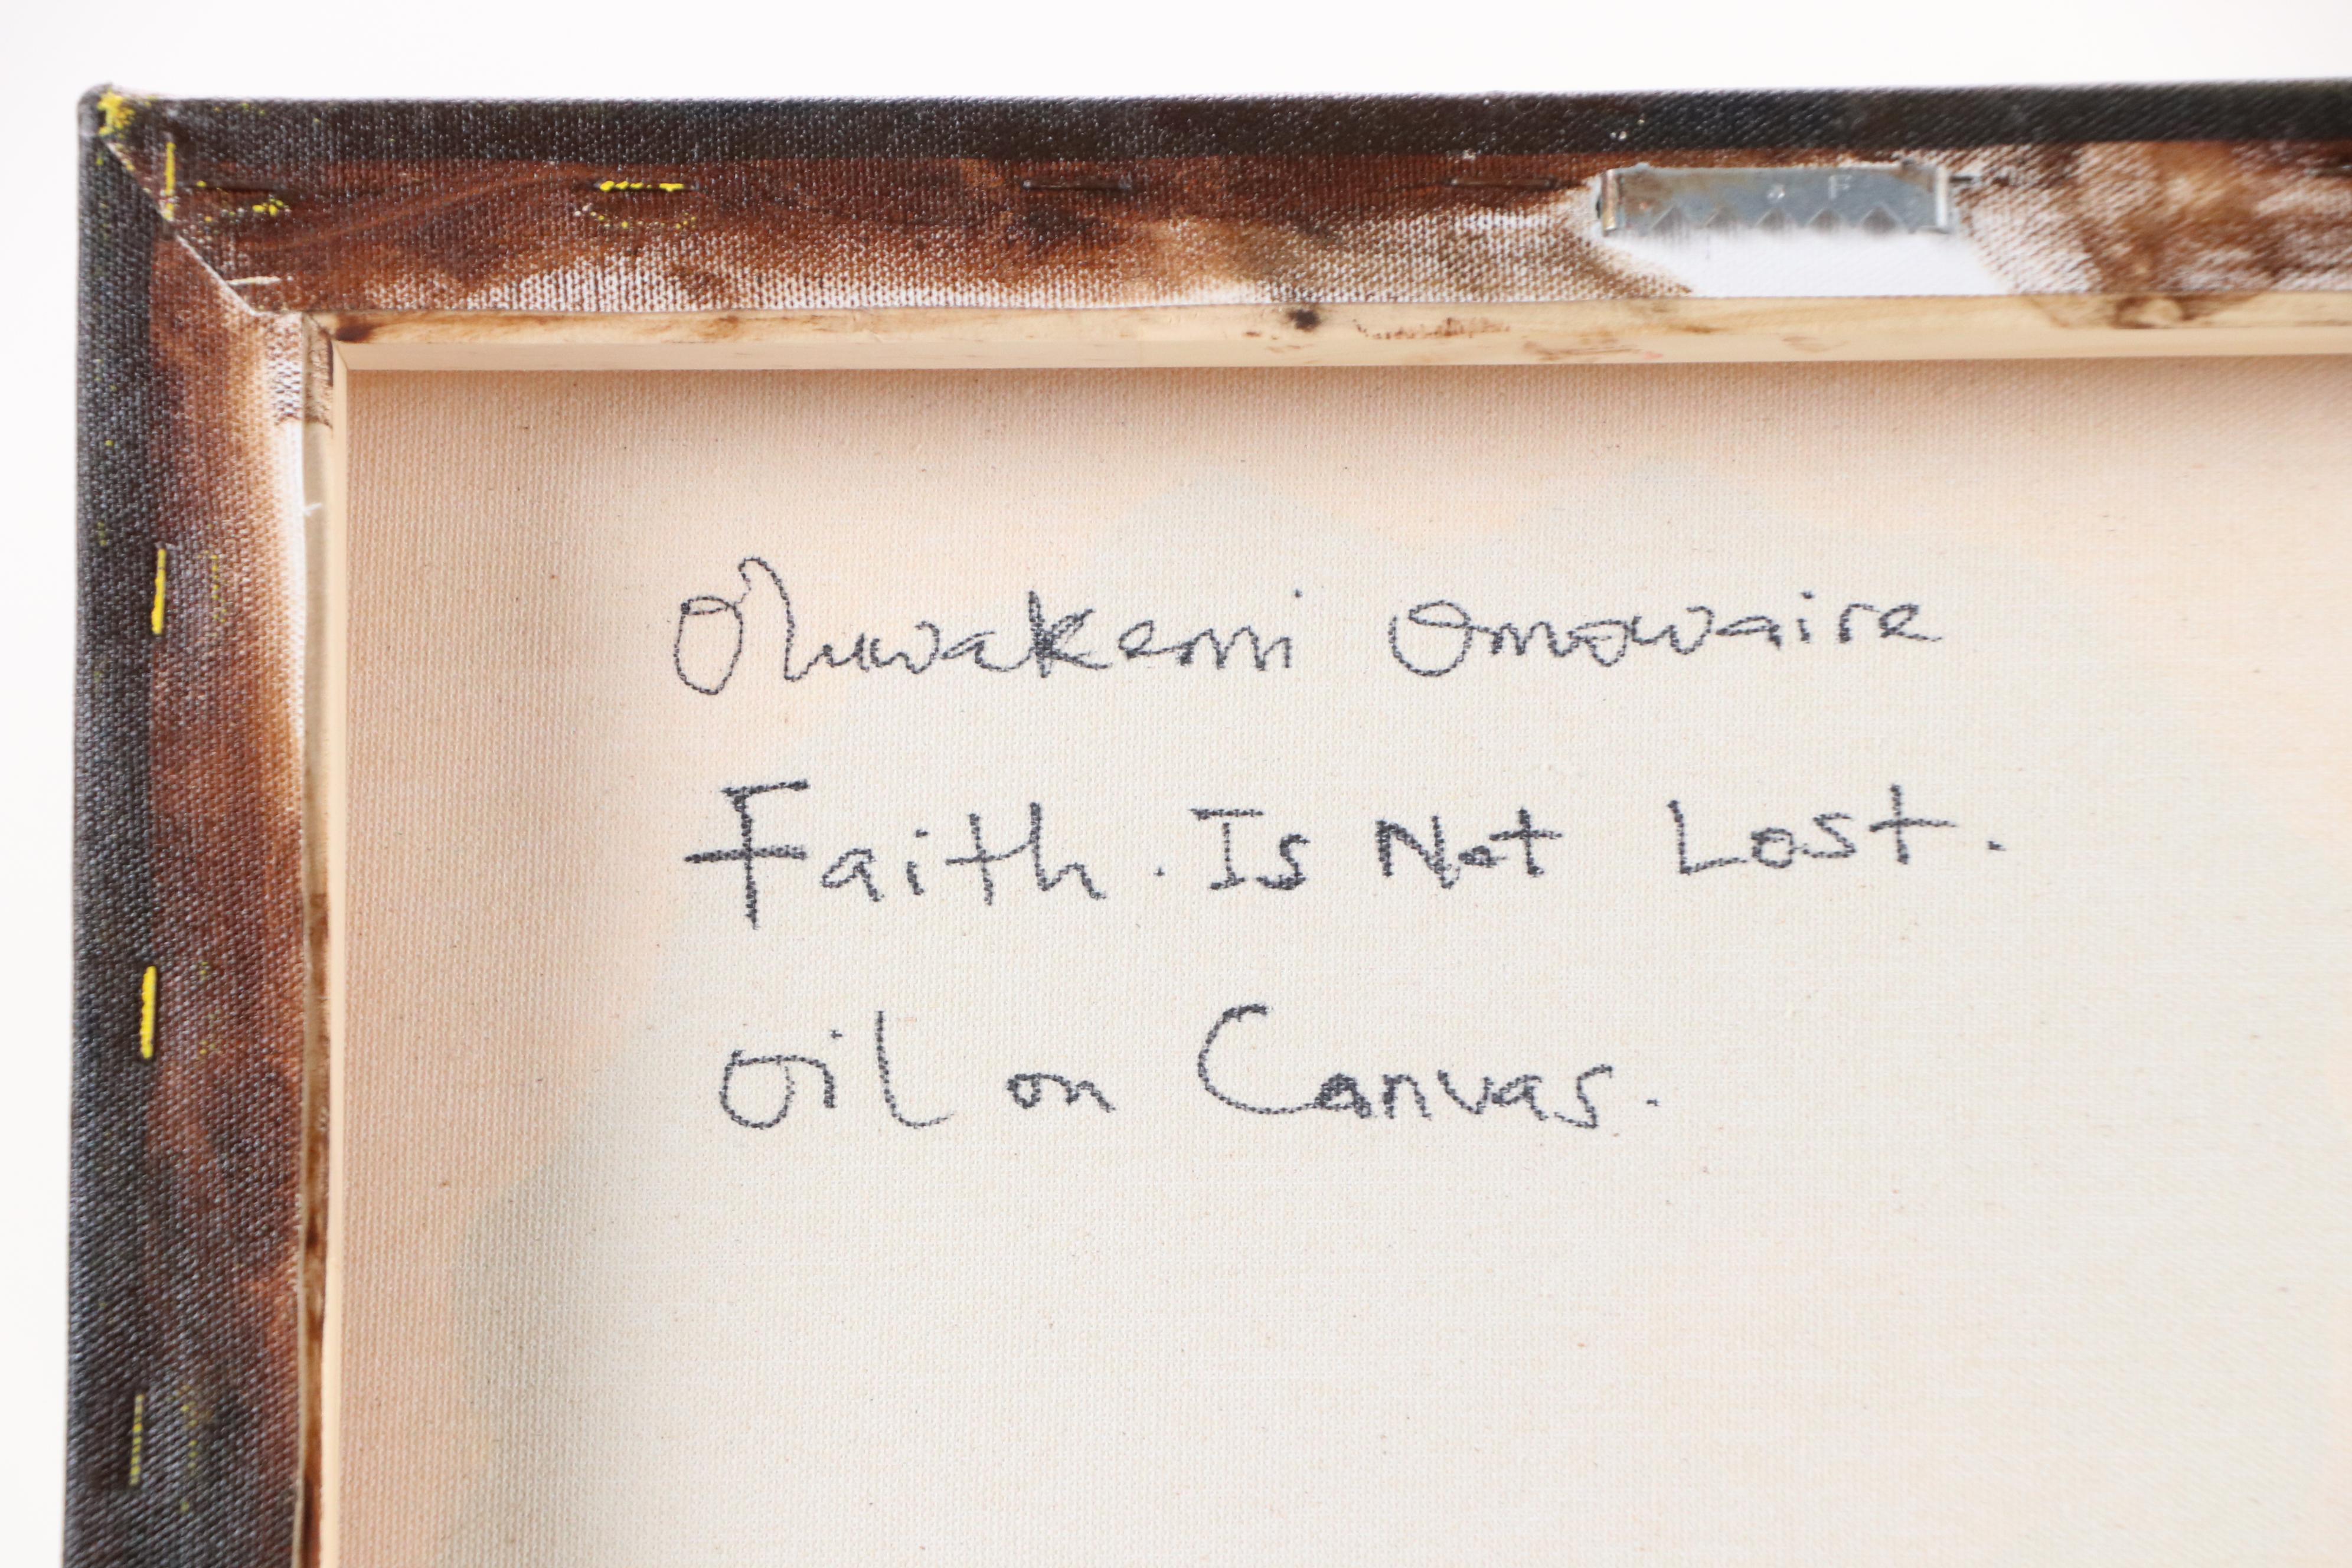 Oluwakemi Omowaire
Faith. Is Not Lost.
Oil on Canvas.